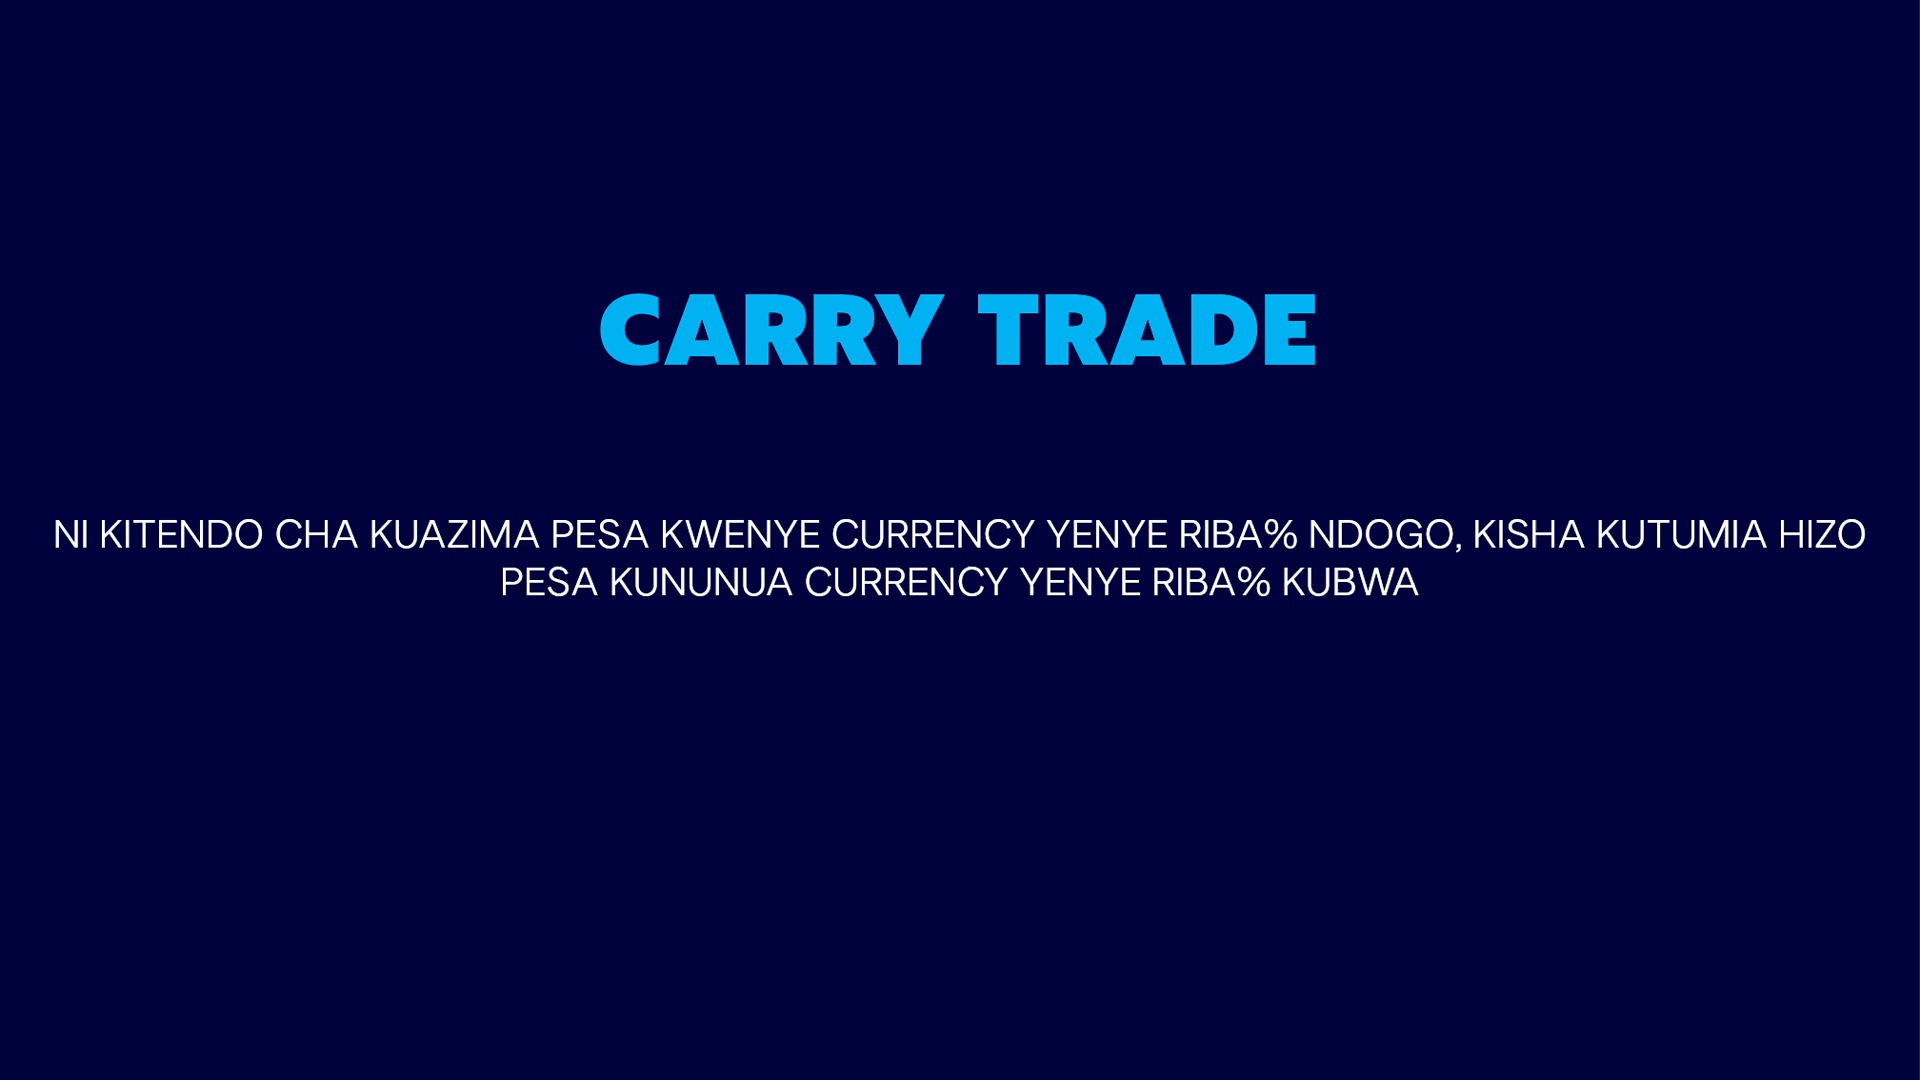 CARRY TRADE
NI KITENDO CHA KUAZIMA PESA KWENYE CURRENCY YENYE RIBA% NDOGO, KISHA KUTUMIA HIZO
PESA KUNUNUA CURRENCY YENYE RIBA% KUBWA